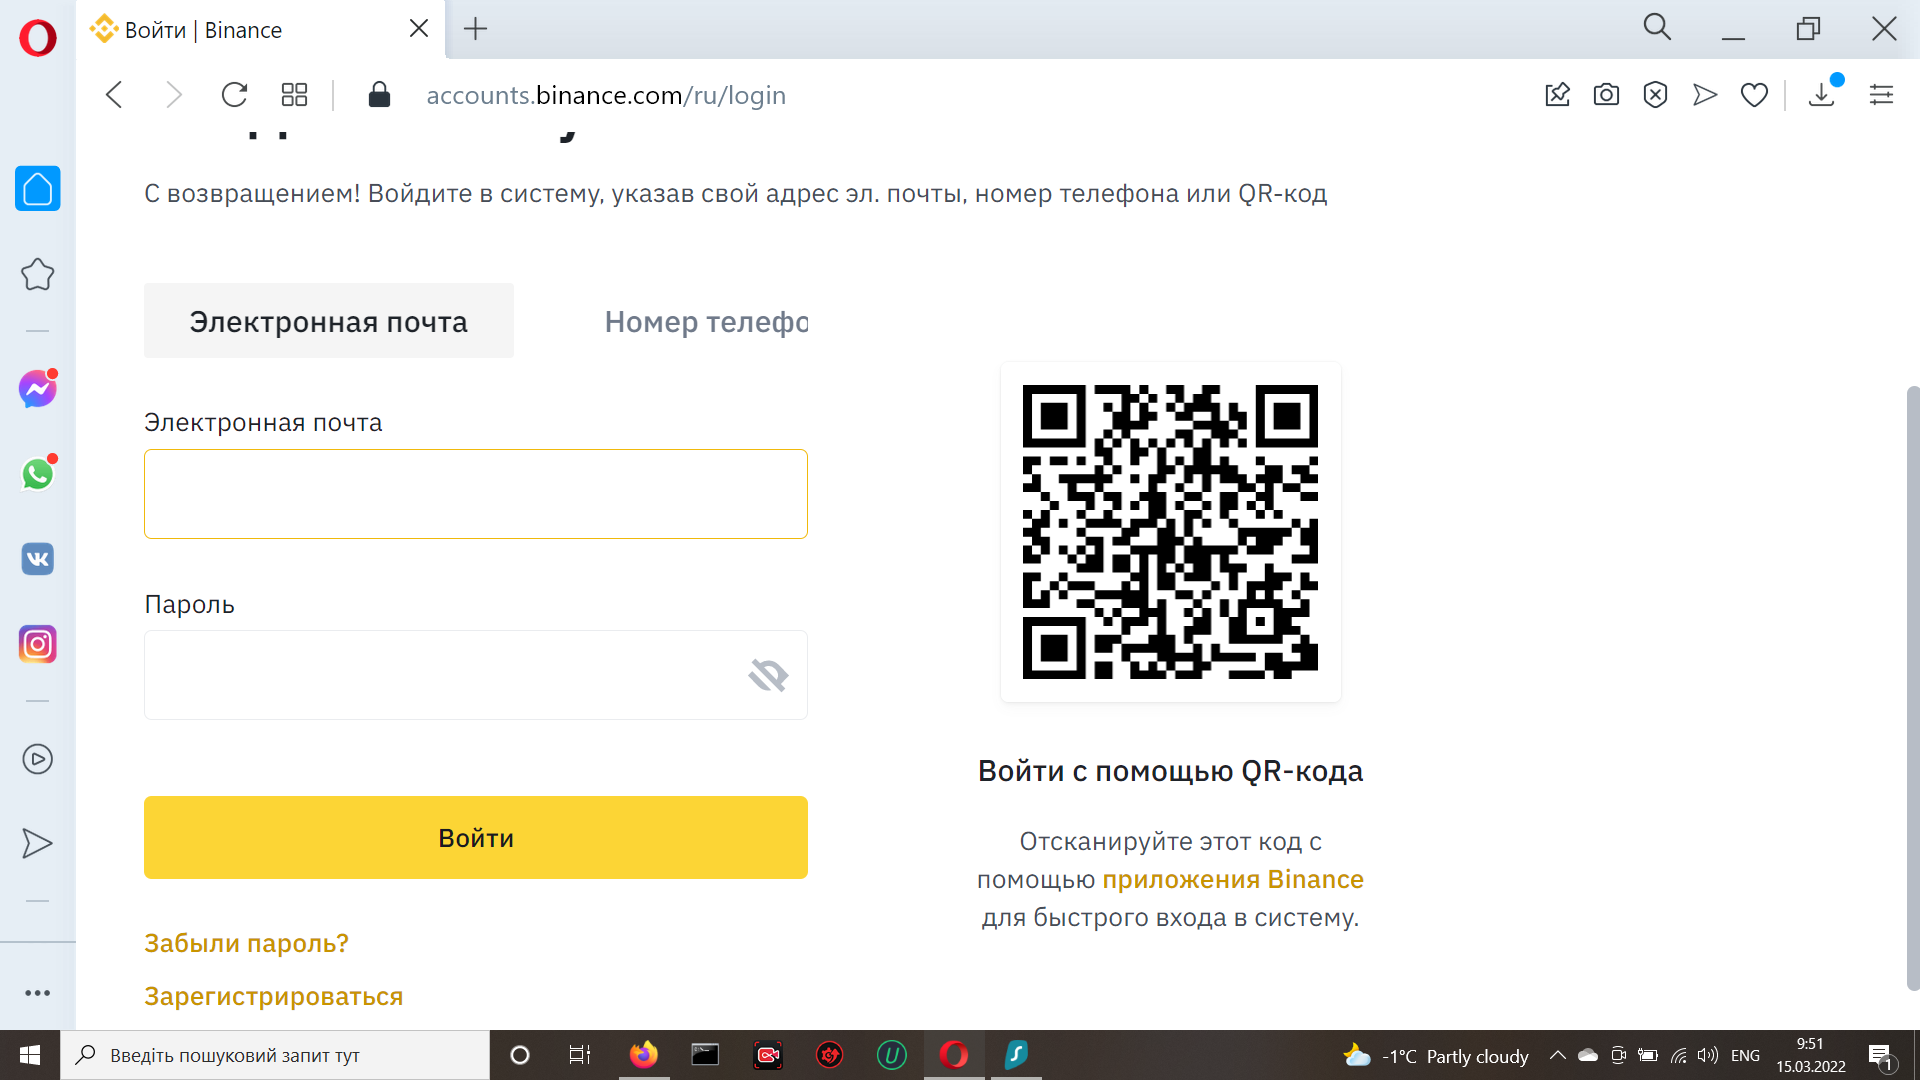 Войти | Binance
accounts.binance.com/ru/login
С возвращением! Войдите в систему, указав свой адрес эл. почты, номер телефона или QR-код
Электронная почта
Номер телефо
Электронная почта
Пароль
Войти
Забыли пароль?
Зарегистрироваться
Войти с помощью QR-кода
Отсканируйте этот код с
помощью приложения Binance
для быстрого входа в систему.
Введіть пошуковий запит тут
-1°C Partly cloudy
ENG
9:51
15.03.2022
1